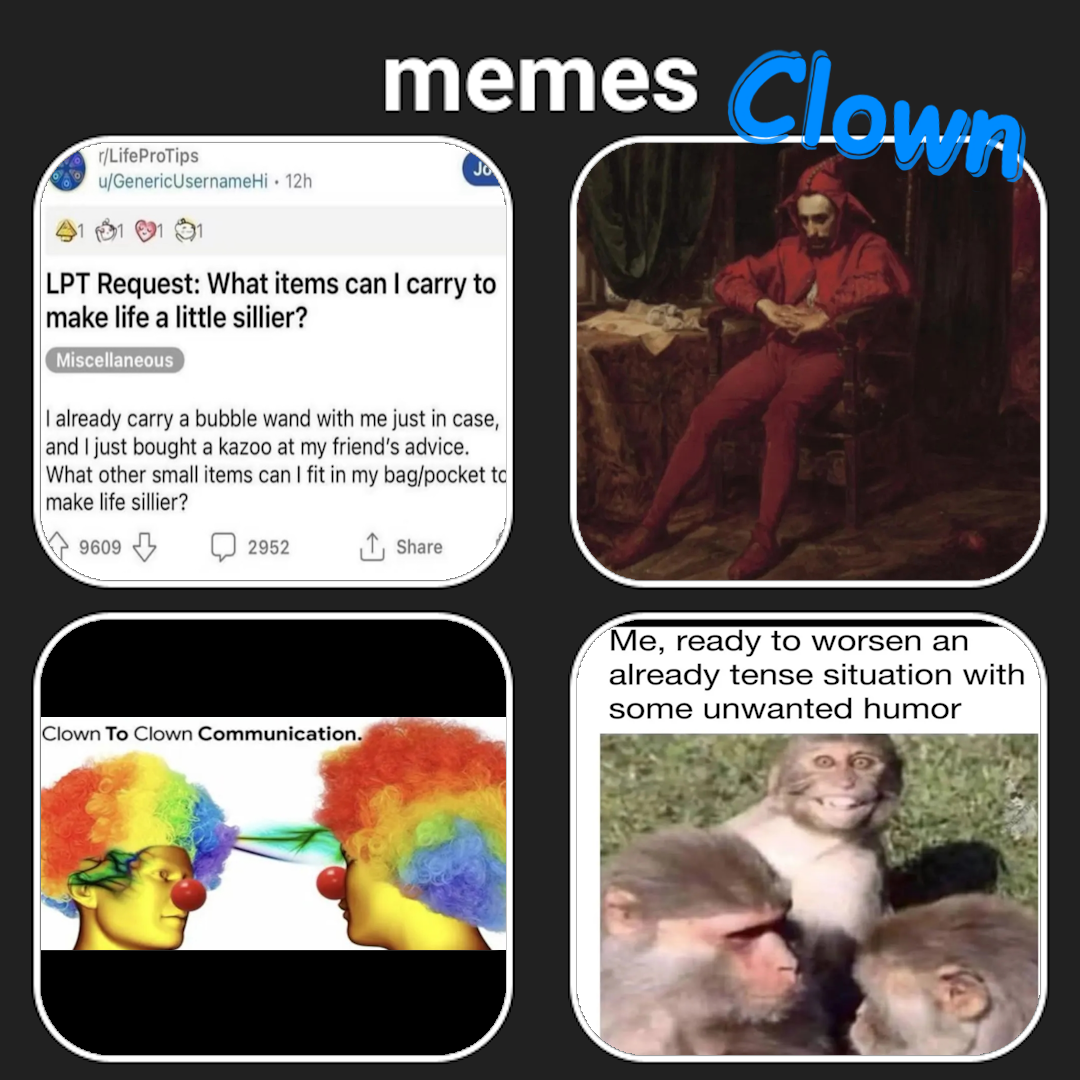 memes Clown
r/LifeProTips
u/GenericUsernameHi · 12h
1 1 1 1
LPT Request: What items can I carry to
make life a little sillier?
Miscellaneous
I already carry a bubble wand with me just in case,
and I just bought a kazoo at my friend's advice.
What other small items can I fit in my bag/pocket to
make life sillier?
9609 2952 Share
Clown To Clown Communication.
Me, ready to worsen an
already tense situation with
some unwanted humor